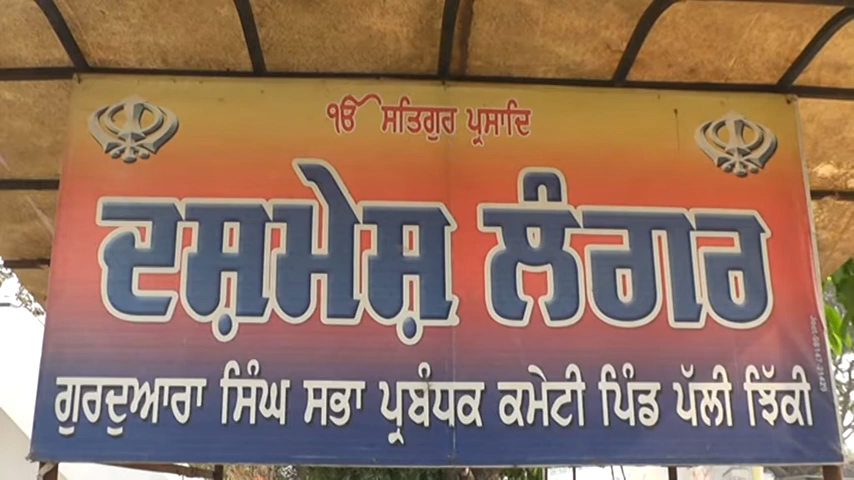 ੴ ਸਤਿਗੁਰ ਪ੍ਰਸਾਦਿ
ਦਸ਼ਮੇਸ਼ ਲੰਗਰ
ਗੁਰਦੁਆਰਾ ਸਿੰਘ ਸਭਾ ਪ੍ਰਬੰਧਕ ਕਮੇਟੀ ਪਿੰਡ ਪੱਲੀ ਝਿੱਕੀ